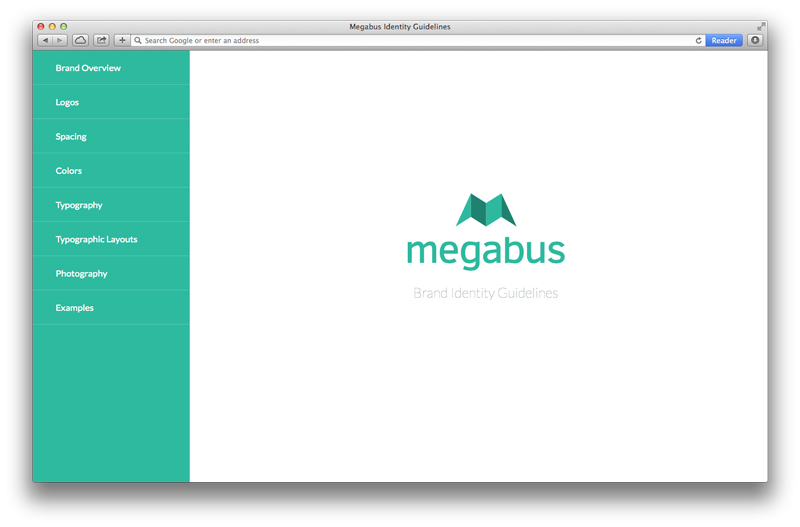 Megabus Identity Guidelines
Search Google or enter an address
Reader
Brand Overview
Logos
Spacing
Colors
Typography
Typographic Layouts
Photography
Examples
megabus
Brand Identity Guidelines